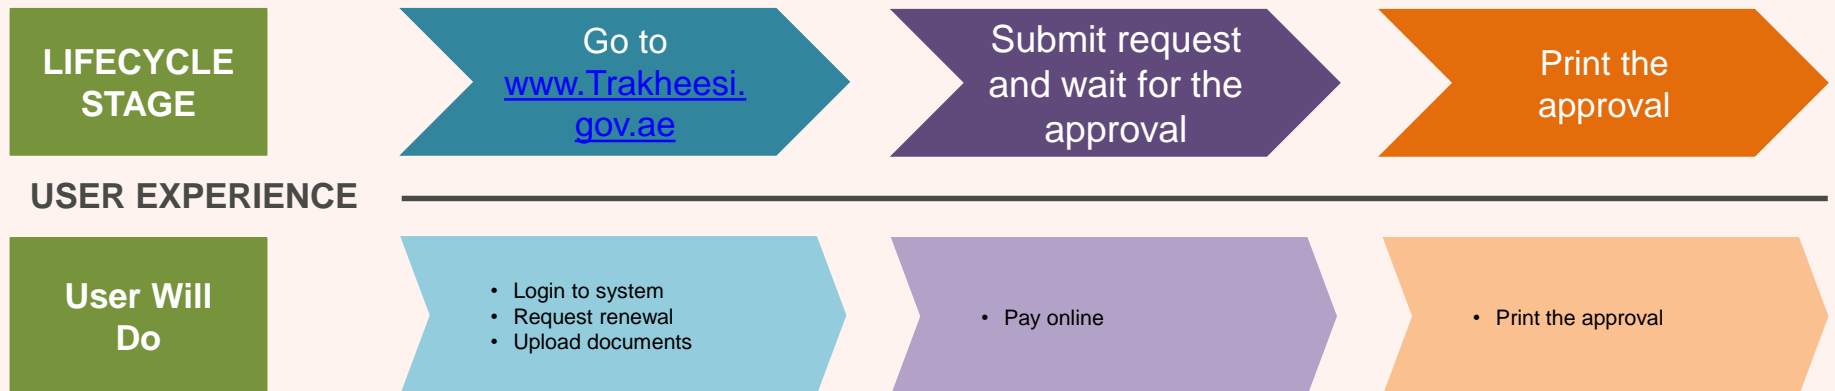 LIFECYCLE
STAGE
Go to
www.Trakheesi.
gov.ae
Submit request
and wait for the
approval
Print the
approval
USER EXPERIENCE
User Will
Do
• Login to system
• Request renewal
• Upload documents
• Pay online
• Print the approval